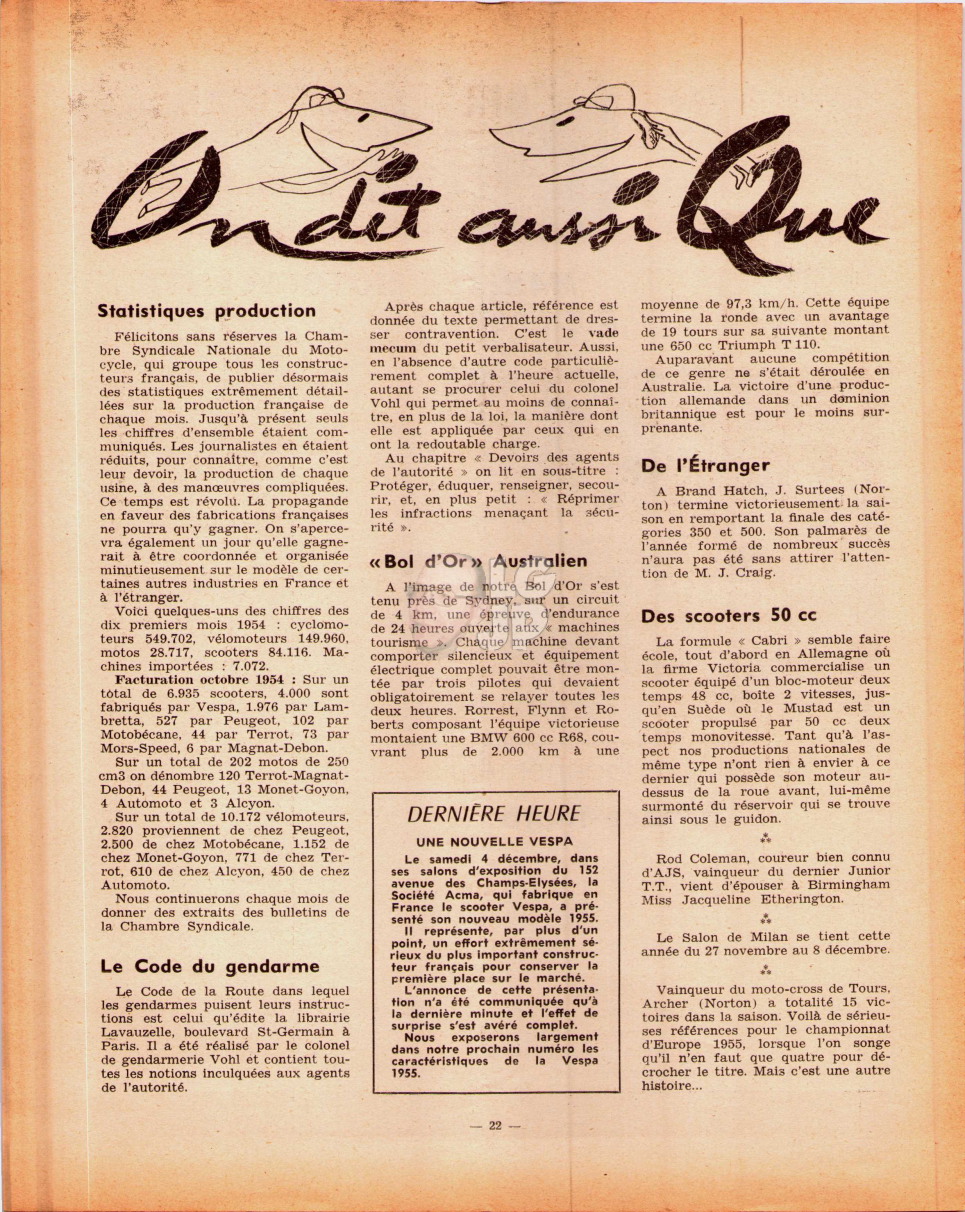 On dit aussi Que
Statistiques production
Félicitons sans réserves la Cham-
bre Syndicale Nationale du Moto-
cycle, qui groupe tous les construc-
teurs français, de publier désormais
des statistiques extrêmement détail-
lées sur la production française de
chaque mois. Jusqu'à présent seuls
les chiffres d'ensemble étaient com-
muniqués. Les journalistes en étaient
réduits, pour connaître, comme c'est
leur devoir, la production de chaque
usine, à des manœuvres compliquées.
Ce temps est révolu. La propagande
en faveur des fabrications françaises
ne pourra qu'y gagner. On s'aperce-
vra également un jour qu'elle gagne-
rait à être coordonnée et organisée
minutieusement sur le modèle de cer-
taines autres industries en France et
à l'étranger.
Voici quelques-uns des chiffres des
dix premiers mois 1954 : cyclomo-
teurs 549.702, vélomoteurs 149.960,
motos 28.717, scooters 84.116. Ma-
chines importées : 7.072.
Facturation octobre 1954 : Sur un
total de 6.935 scooters, 4.000 sont
fabriqués par Vespa, 1.976 par Lam-
bretta, 527 par Peugeot, 102 par
Motobécane, 44 par Terrot, 73 par
Mors-Speed, 6 par Magnat-Debon.
Sur un total de 202 motos de 250
cm3 on dénombre 120 Terrot-Magnat-
Debon, 44 Peugeot, 13 Monet-Goyon,
4 Automoto et 3 Alcyon.
Sur un total de 10.172 vélomoteurs,
2.820 proviennent de chez Peugeot,
2.500 de chez Motobécane, 1.152 de
chez Monet-Goyon, 771 de chez Ter-
rot, 610 de chez Alcyon, 450 de chez
Automoto.
Nous continuerons chaque mois de
donner des extraits des bulletins de
la Chambre Syndicale.
Le Code du gendarme
Le Code de la Route dans lequel
les gendarmes puisent leurs instruc-
tions est celui qu'édite la librairie
Lavauzelle, boulevard St-Germain à
Paris. Il a été réalisé par le colonel
de gendarmerie Vohl et contient tou-
tes les notions inculquées aux agents
de l'autorité.
Après chaque article, référence est
donnée du texte permettant de dres-
ser contravention. C'est le vade
mecum du petit verbalisateur. Aussi,
en l'absence d'autre code particuliè-
rement complet à l'heure actuelle,
autant se procurer celui du colonel
Vohl qui permet au moins de connaî-
tre, en plus de la loi, la manière dont
elle est appliquée par ceux qui en
ont la redoutable charge.
Au chapitre « Devoirs des agents
de l'autorité » on lit en sous-titre :
Protéger, éduquer, renseigner, secou-
rir, et, en plus petit : « Réprimer
les infractions menaçant la sécu-
rité ».
« Bol d'Or » Australien
A l'image de notre Bol d'Or s'est
tenu près de Sydney, sur un circuit
de 4 km, une épreuve d'endurance
de 24 heures ouverte aux « machines
tourisme ». Chaque machine devant
comporter silencieux et équipement
électrique complet pouvait être mon-
tée par trois pilotes qui devaient
obligatoirement se relayer toutes les
deux heures. Rorrest, Flynn et Ro-
berts composant l'équipe victorieuse
montaient une BMW 600 cc R68, cou-
vrant plus de 2.000 km à une
DERNIÈRE HEURE
UNE NOUVELLE VESPA
Le samedi 4 décembre, dans
ses salons d'exposition du 152
avenue des Champs-Elysées, la
Société Acma, qui fabrique en
France le scooter Vespa, a pré-
senté son nouveau modèle 1955.
Il représente, par plus d'un
point, un effort extrêmement sé-
rieux du plus important construc-
teur français pour conserver la
première place sur le marché.
L'annonce de cette présenta-
tion n'a été communiquée qu'à
la dernière minute et l'effet de
surprise s'est avéré complet.
Nous exposerons largement
dans notre prochain numéro les
caractéristiques de la Vespa
1955.
moyenne de 97,3 km/h. Cette équipe
termine la ronde avec un avantage
de 19 tours sur sa suivante montant
une 650 cc Triumph T 110.
Auparavant aucune compétition
de ce genre ne s'était déroulée en
Australie. La victoire d'une produc-
tion allemande dans un dominion
britannique est pour le moins sur-
prenante.
De l'Étranger
A Brand Hatch, J. Surtees (Nor-
ton) termine victorieusement la sai-
son en remportant la finale des caté-
gories 350 et 500. Son palmarès de
l'année formé de nombreux succès
n'aura pas été sans attirer l'atten-
tion de M. J. Craig.
Des scooters 50 cc
La formule « Cabri » semble faire
école, tout d'abord en Allemagne où
la firme Victoria commercialise un
scooter équipé d'un bloc-moteur deux
temps 48 cc, boîte 2 vitesses, jus-
qu'en Suède où le Mustad est un
scooter propulsé par 50 cc deux
temps monovitesse. Tant qu'à l'as-
pect nos productions nationales de
même type n'ont rien à envier à ce
dernier qui possède son moteur au-
dessus de la roue avant, lui-même
surmonté du réservoir qui se trouve
ainsi sous le guidon.
⁂
Rod Coleman, coureur bien connu
d'AJS, vainqueur du dernier Junior
T.T., vient d'épouser à Birmingham
Miss Jacqueline Etherington.
⁂
Le Salon de Milan se tient cette
année du 27 novembre au 8 décembre.
⁂
Vainqueur du moto-cross de Tours,
Archer (Norton) a totalité 15 vic-
toires dans la saison. Voilà de sérieu-
ses références pour le championnat
d'Europe 1955, lorsque l'on songe
qu'il n'en faut que quatre pour dé-
crocher le titre. Mais c'est une autre
histoire...
— 22 —